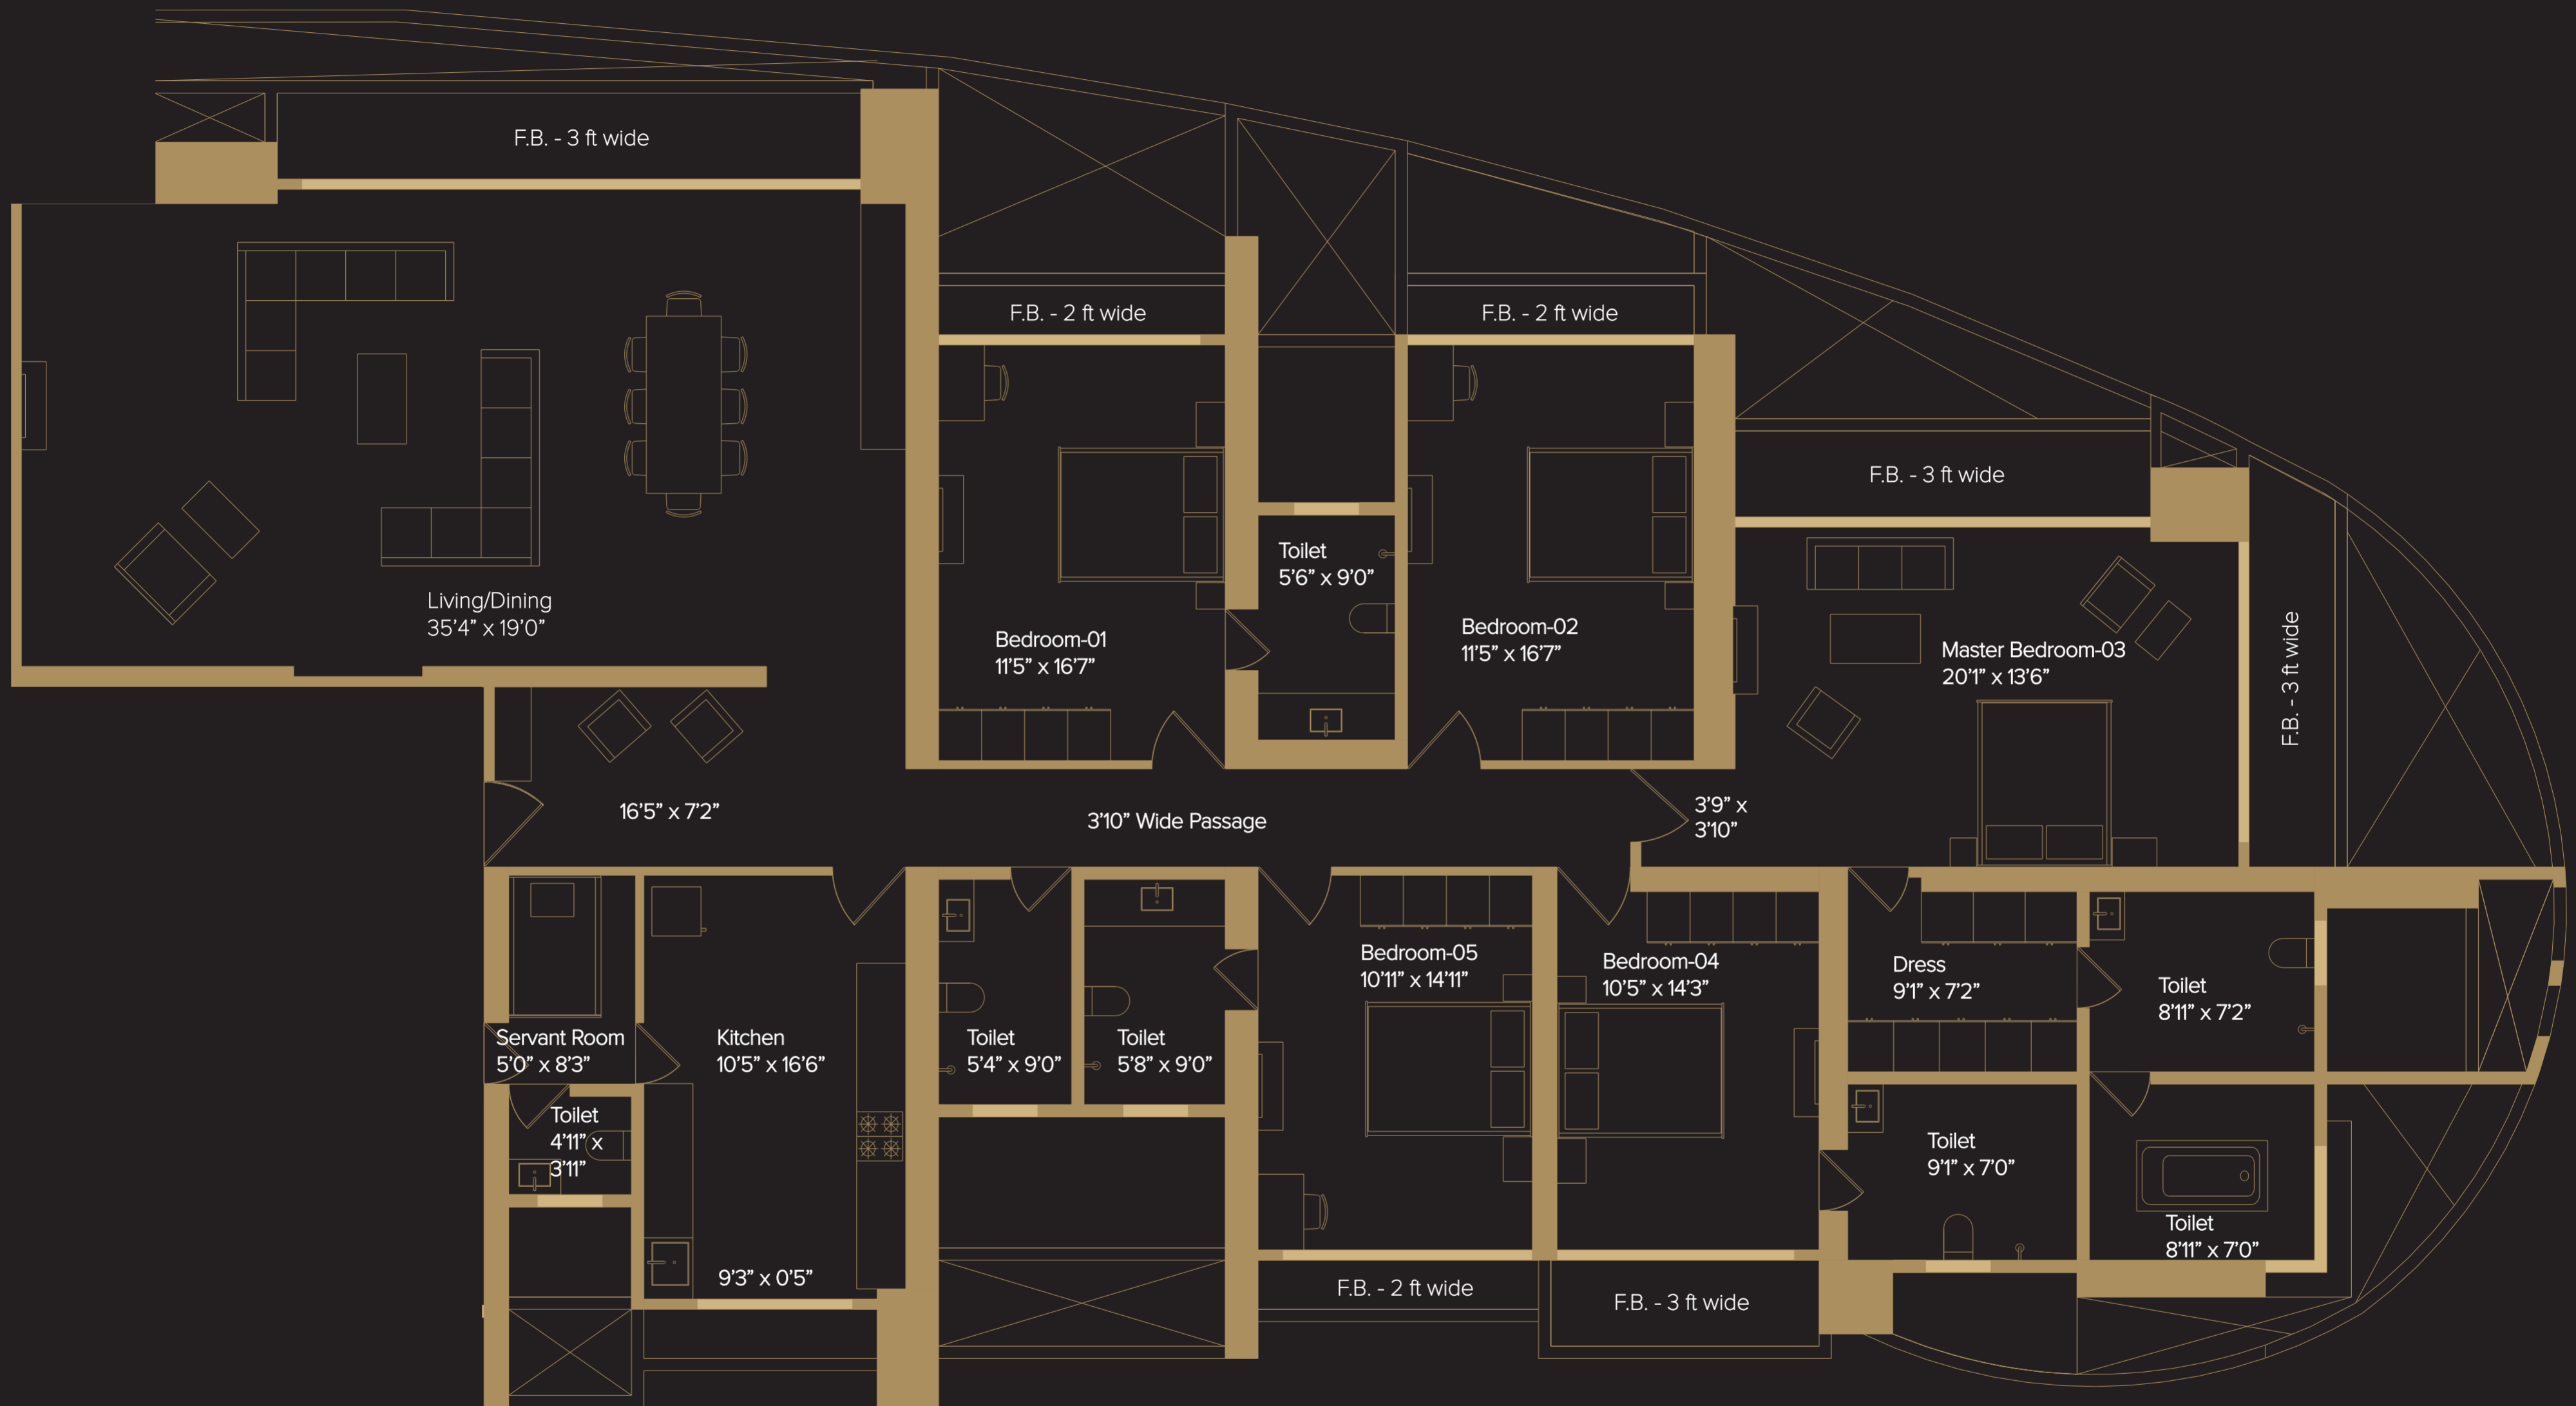 F.B. - 3 ft wide
F.B. - 2 ft wide
F.B. - 2 ft wide
F.B. - 3 ft wide
Toilet
5’6” x 9’0”
Living/Dining
35’4” x 19’0”
Bedroom-01
11’5” x 16’7”
Bedroom-02
11’5” x 16’7”
Master Bedroom-03
20’1” x 13’6”
F.B. - 3 ft wide
16’5” x 7’2”
3’10” Wide Passage
3’9” x
3’10”
Bedroom-05
10’11” x 14’11”
Bedroom-04
10’5” x 14’3”
Dress
9’1” x 7’2”
Toilet
8’11” x 7’2”
Servant Room
5’0” x 8’3”
Kitchen
10’5” x 16’6”
Toilet
5’4” x 9’0”
Toilet
5’8” x 9’0”
Toilet
4’11” x
3’11”
Toilet
9’1” x 7’0”
Toilet
8’11” x 7’0”
9’3” x 0’5”
F.B. - 2 ft wide
F.B. - 3 ft wide